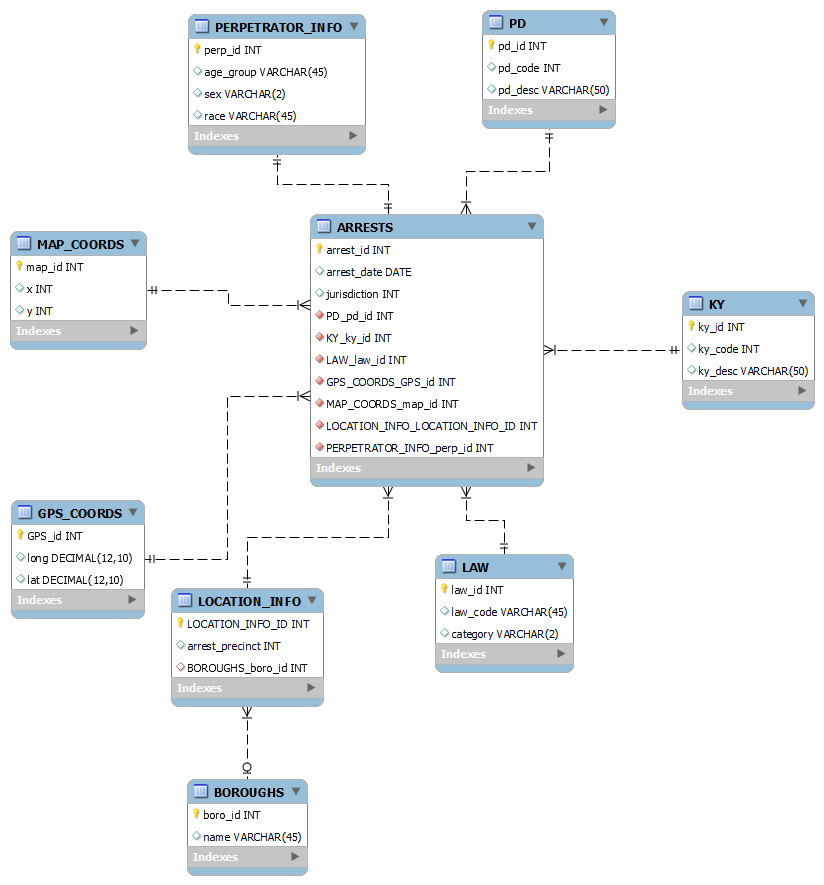 PERPETRATOR_INFO
perp_id INT
age_group VARCHAR(45)
sex VARCHAR(2)
race VARCHAR(45)
Indexes
PD
pd_id INT
pd_code INT
pd_desc VARCHAR(50)
Indexes
MAP_COORDS
map_id INT
x INT
y INT
Indexes
ARRESTS
arrest_id INT
arrest_date DATE
jurisdiction INT
PD_pd_id INT
KY_ky_id INT
LAW_law_id INT
GPS_COORDS_GPS_id INT
MAP_COORDS_map_id INT
LOCATION_INFO_LOCATION_INFO_ID INT
PERPETRATOR_INFO_perp_id INT
Indexes
KY
ky_id INT
ky_code INT
ky_desc VARCHAR(50)
Indexes
GPS_COORDS
GPS_id INT
long DECIMAL(12,10)
lat DECIMAL(12,10)
Indexes
LOCATION_INFO
LOCATION_INFO_ID INT
arrest_precinct INT
BOROUGHS_boro_id INT
Indexes
LAW
law_id INT
law_code VARCHAR(45)
category VARCHAR(2)
Indexes
BOROUGHS
boro_id INT
name VARCHAR(45)
Indexes